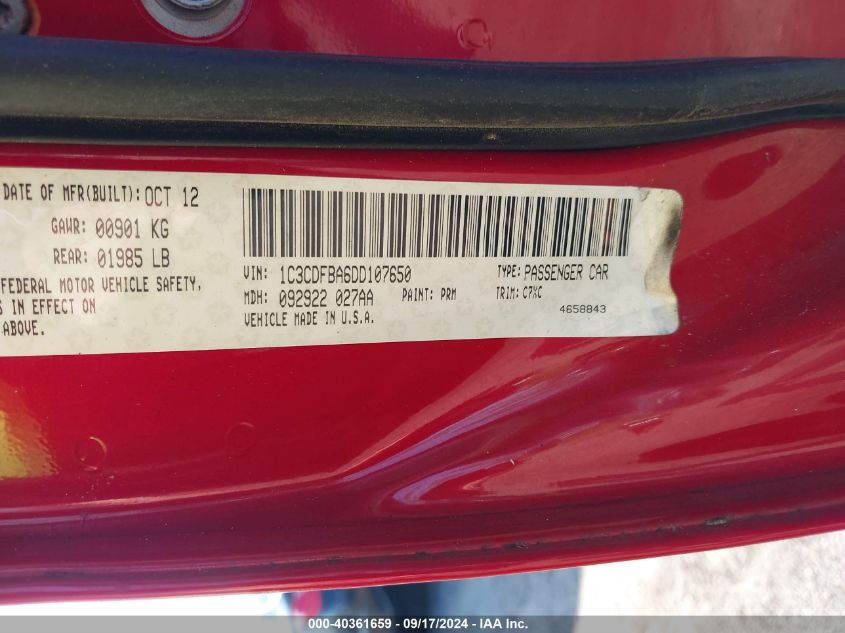 DATE OF MFR(BUILT): OCT 12
GAWR: 00901 KG
REAR: 01985 LB
FEDERAL MOTOR VEHICLE SAFETY,
S IN EFFECT ON
ABOVE.
VIN: 1C3CDFBA6DD107650
TYPE: PASSENGER CAR
MDH: 092922 027AA
PAINT: PRM
TRIM: C7XC
VEHICLE MADE IN U.S.A.
4658843
000-40361659 - 09/17/2024 - IAA Inc.